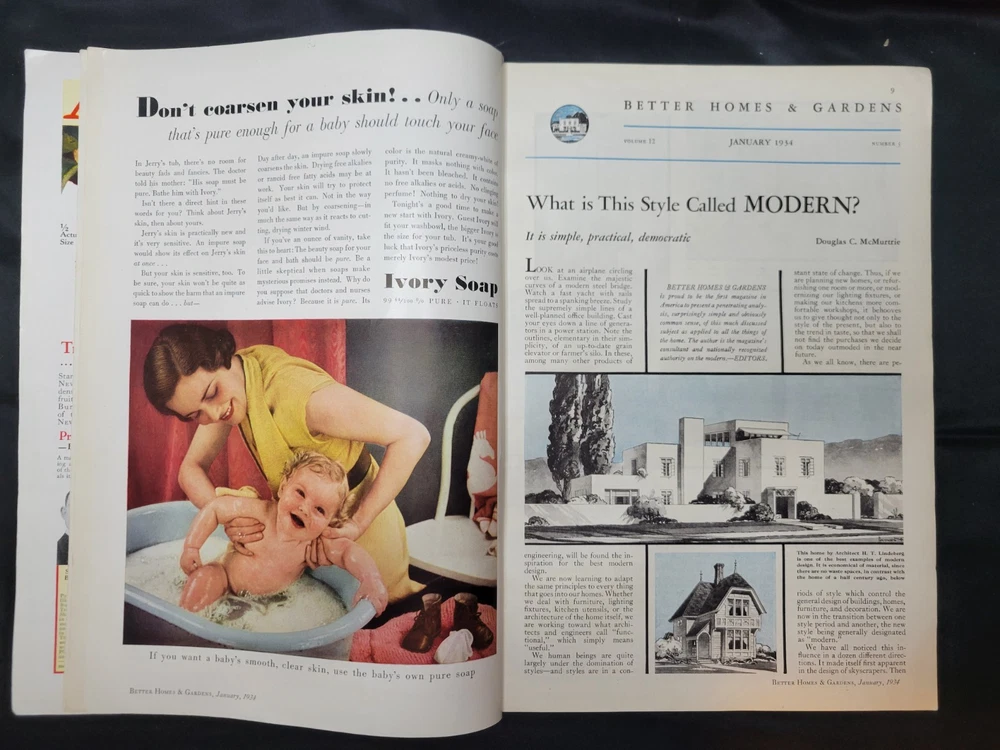 ½
Actu
Size
Star
New
den
frui
Bur
of
New
Pr
Don't coarsen your skin! . . Only a soap
that's pure enough for a baby should touch your face
In Jerry's tub, there's no room for
beauty fads and fancies. The doctor
told his mother: "His soap must be
pure. Bathe him with Ivory."
Isn't there a direct hint in these
words for you? Think about Jerry's
skin, then about yours.
Jerry's skin is practically new and
it's very sensitive. An impure soap
would show its effect on Jerry's skin
at once . . .
But your skin is sensitive, too. To
be sure, your skin won't be quite as
quick to show the harm that an impure
soap can do . . . but—
Day after day, an impure soap slowly
coarsens the skin. Drying free alkalies
or rancid free fatty acids may be at
work. Your skin will try to protect
itself as best it can. Not in the way
you'd like. But by coarsening—in
much the same way as it reacts to cut-
ting, drying winter wind.
If you've an ounce of vanity, take
this to heart: The beauty soap for your
face and bath should be pure. Be a
little skeptical when soaps make
mysterious promises instead. Why do
you suppose that doctors and nurses
advise Ivory? Because it is pure. Its
color is the natural creamy-white of
purity. It masks nothing with color.
It hasn't been bleached. It contains
no free alkalies or acids. No clinging
perfume! Nothing to dry your skin!
Tonight's a good time to make a
new start with Ivory. Guest Ivory will
fit your washbowl, the bigger Ivory is
the size for your tab. It's your good
luck that Ivory's priceless purity costs
merely Ivory's modest price!
Ivory Soap
99 44/100 % PURE · IT FLOATS
If you want a baby's smooth, clear skin, use the baby's own pure soap
Better Homes & Gardens, January, 1934
9
BETTER HOMES & GARDENS
VOLUME 12
JANUARY 1934
NUMBER 5
What is This Style Called MODERN?
It is simple, practical, democratic
Douglas C. McMurtrie
LOOK at an airplane circling
over us. Examine the majestic
curves of a modern steel bridge.
Watch a fast yacht with sails
spread to a spanking breeze. Study
the supremely simple lines of a
well-planned office building. Cast
your eyes down a line of genera-
tors in a power station. Note the
outlines, elementary in their sim-
plicity, of an up-to-date grain
elevator or farmer's silo. In these,
among many other products of
BETTER HOMES & GARDENS
is proud to be the first magazine in
America to present a penetrating analy-
sis, surprisingly simple and obviously
common sense, of this much discussed
subject as applied to all the things of
the home. The author is the magazine's
consultant and nationally recognized
authority on the modern.—EDITORS.
stant state of change. Thus, if we
are planning new homes, or refur-
nishing one room or more, or mod-
ernizing our lighting fixtures, or
making our kitchens more com-
fortable workshops, it behooves
us to give thought not only to the
style of the present, but also to
the trend in taste, so that we shall
not find the purchases we decide
on today outmoded in the near
future.
As we all know, there are pe-
engineering, will be found the in-
spiration for the best modern
design.
We are now learning to adapt
the same principles to every thing
that goes into our homes. Whether
we deal with furniture, lighting
fixtures, kitchen utensils, or the
architecture of the home itself, we
are working toward what archi-
tects and engineers call "func-
tional," which simply means
"useful."
We human beings are quite
largely under the domination of
styles—and styles are in a con-
This home by Architect H. T. Lindeberg
is one of the best examples of modern
design. It is economical of material, since
there are no waste spaces, in contrast with
the home of a half century ago, below
riods of style which control the
general design of buildings, homes,
furniture, and decoration. We are
now in the transition between one
style period and another, the new
style being generally designated
as "modern."
We have all noticed this in-
fluence in a dozen different direc-
tions. It made itself first apparent
in the design of skyscrapers. Then
Better Homes & Gardens, January, 1934